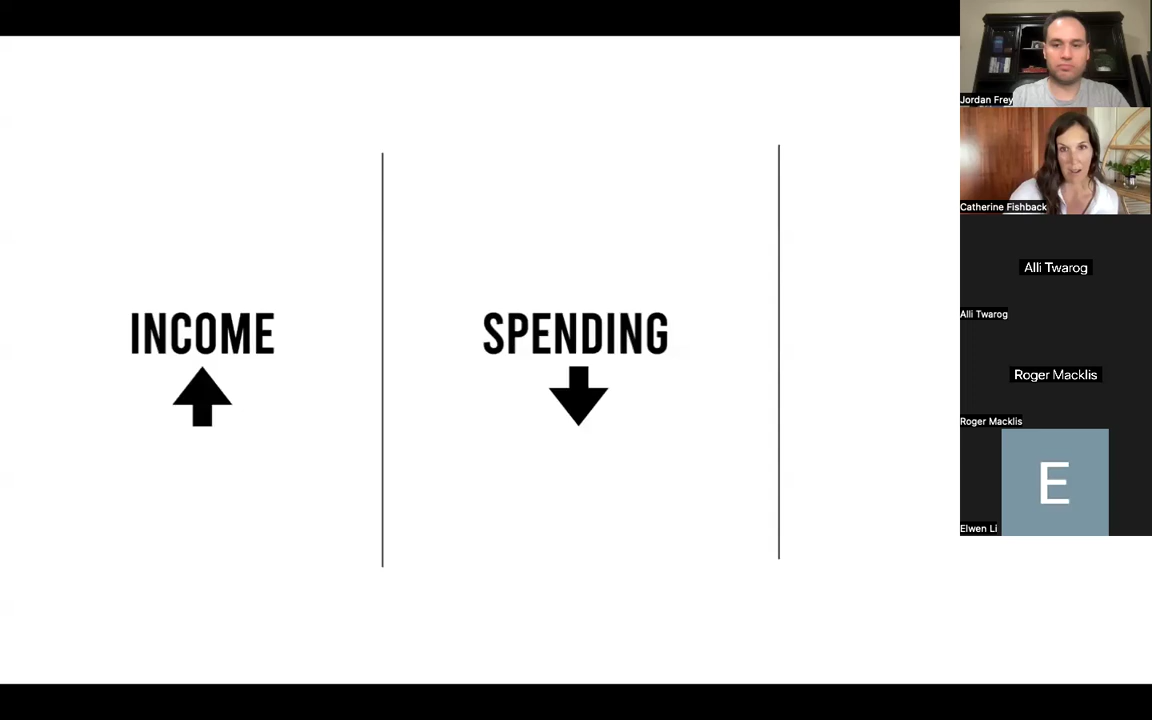 INCOME
SPENDING
Jordan Frey
Catherine Fishback
Alli Twarog
Alli Twarog
Roger Macklis
Roger Macklis
E
Elwen Li